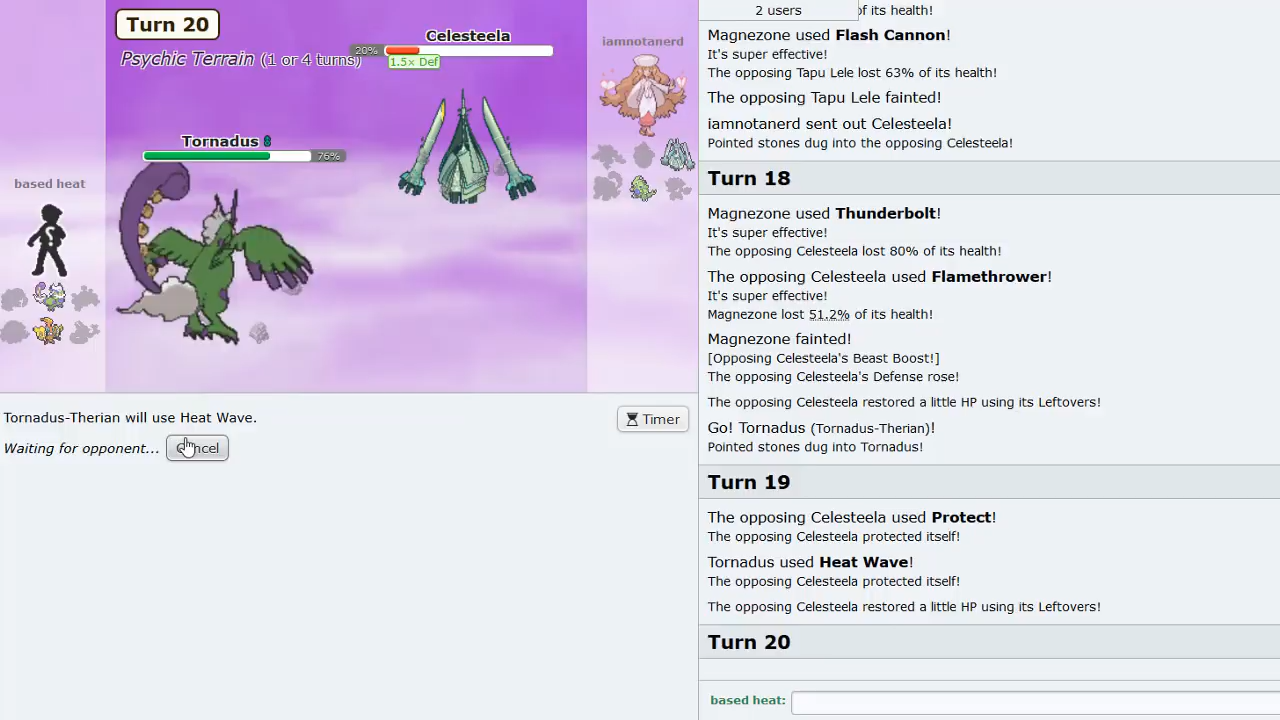 Turn 20
Psychic Terrain (1 or 4 turns)
Celesteela
20%
1.5× Def
Tornadus
76%
based heat
iamnotanerd
Tornadus-Therian will use Heat Wave.
Waiting for opponent...
Timer
2 users
of its health!
Magnezone used Flash Cannon!
It's super effective!
The opposing Tapu Lele lost 63% of its health!
The opposing Tapu Lele fainted!
iamnotanerd sent out Celesteela!
Pointed stones dug into the opposing Celesteela!
Turn 18
Magnezone used Thunderbolt!
It's super effective!
The opposing Celesteela lost 80% of its health!
The opposing Celesteela used Flamethrower!
It's super effective!
Magnezone lost 51.2% of its health!
Magnezone fainted!
[Opposing Celesteela's Beast Boost!]
The opposing Celesteela's Defense rose!
The opposing Celesteela restored a little HP using its Leftovers!
Go! Tornadus (Tornadus-Therian)!
Pointed stones dug into Tornadus!
Turn 19
The opposing Celesteela used Protect!
The opposing Celesteela protected itself!
Tornadus used Heat Wave!
The opposing Celesteela protected itself!
The opposing Celesteela restored a little HP using its Leftovers!
Turn 20
based heat: